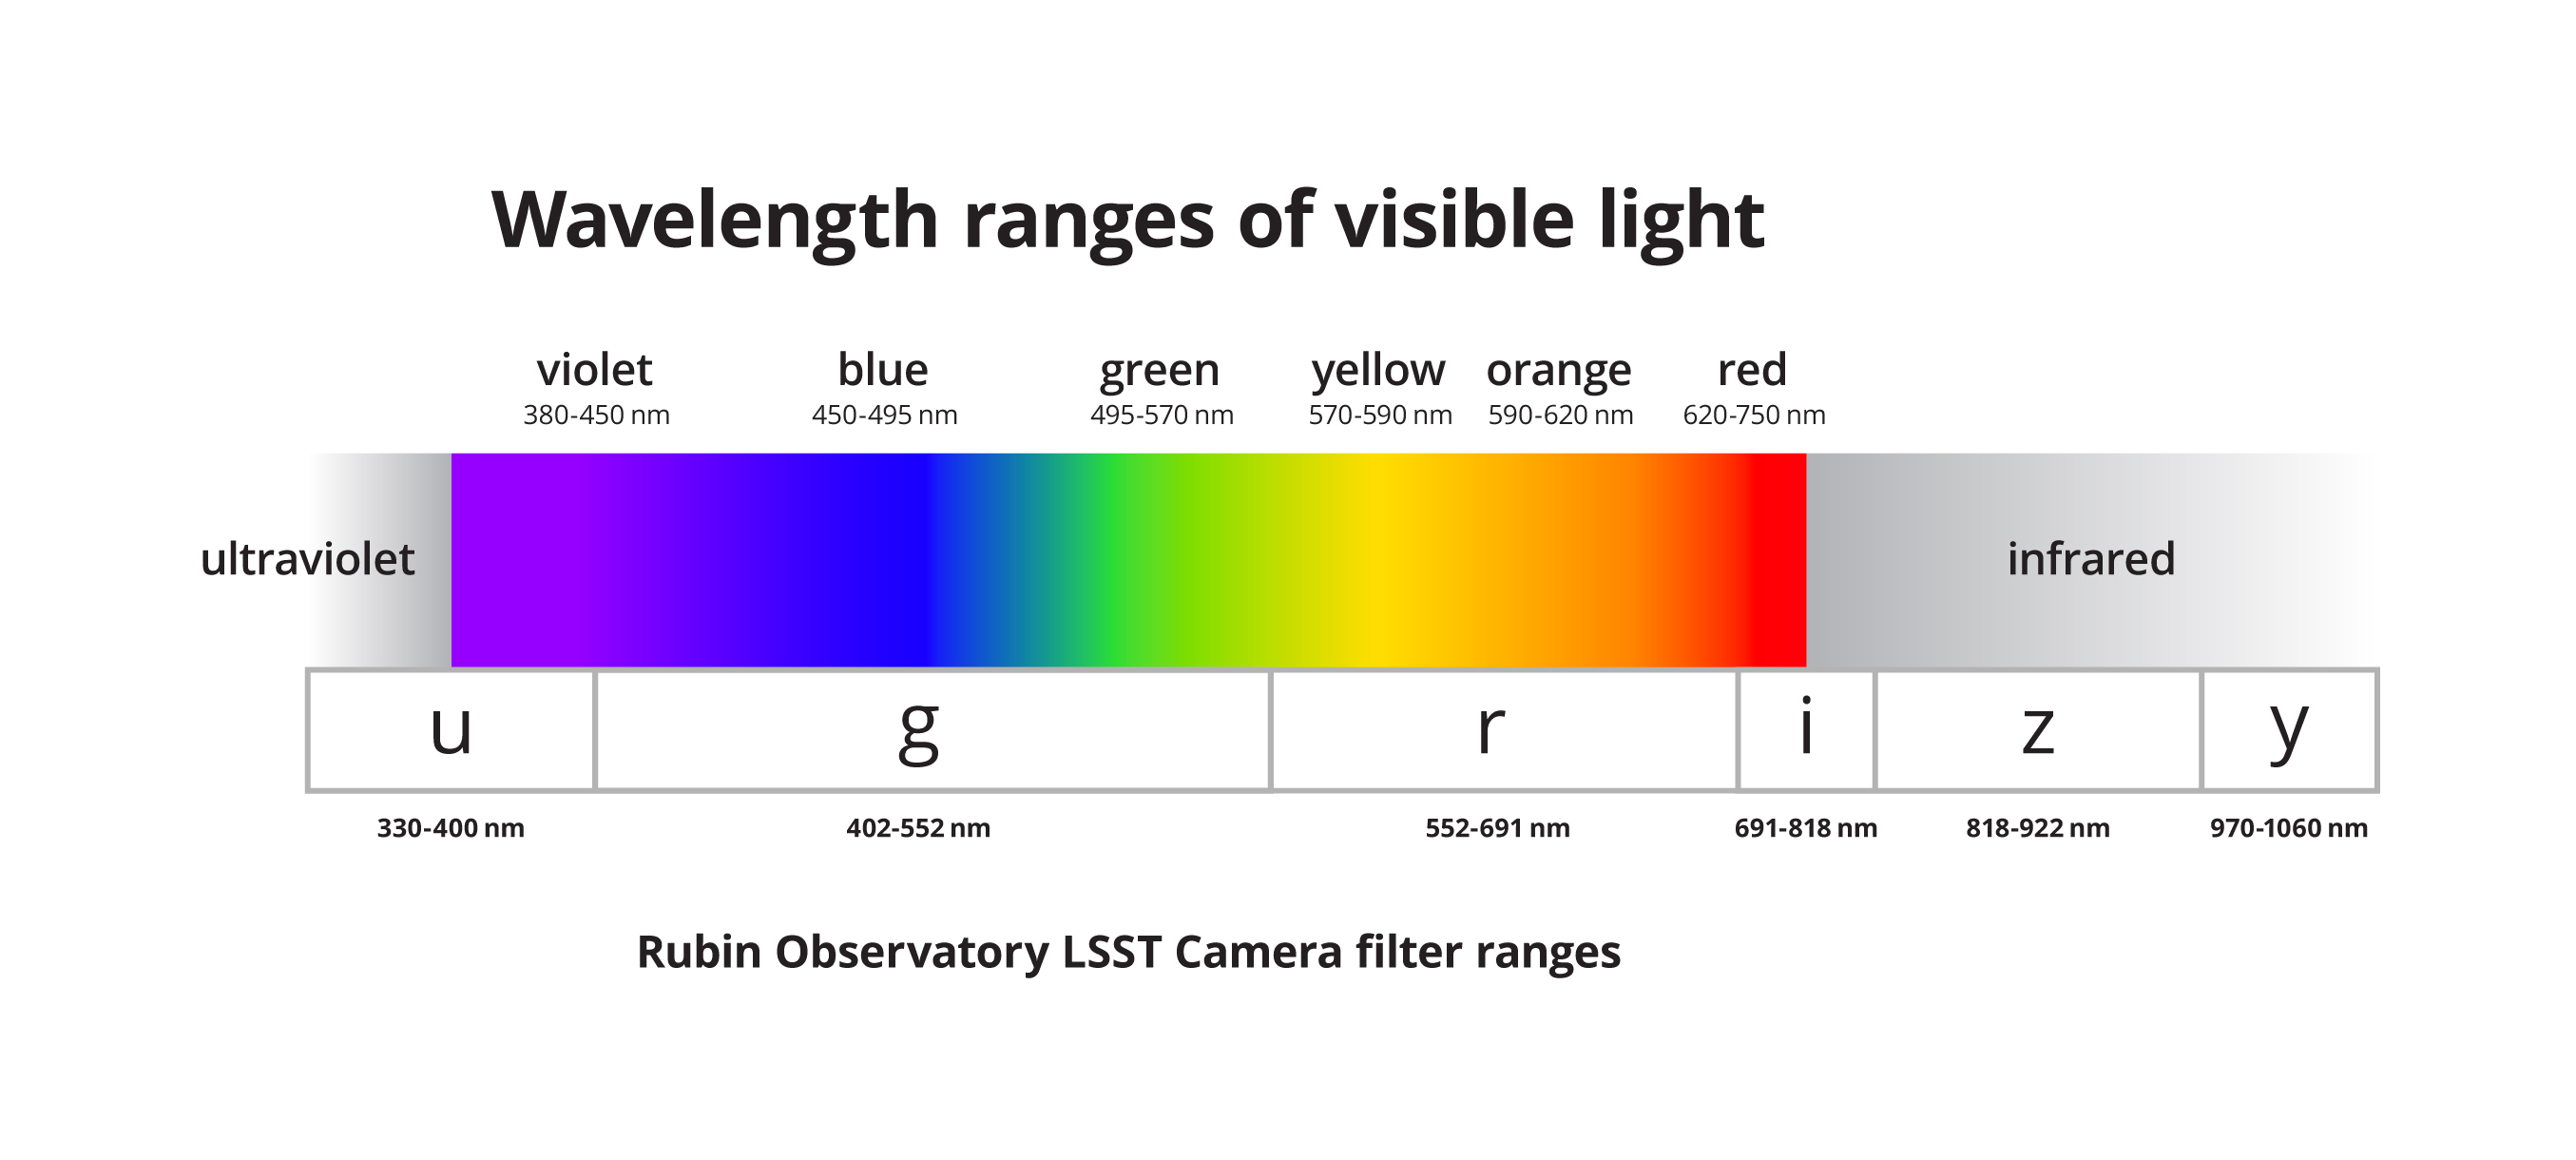 Wavelength ranges of visible light
violet blue green yellow orange red
380-450 nm 450-495 nm 495-570 nm 570-590 nm 590-620 nm 620-750 nm
ultraviolet infrared
u g r i z y
330-400 nm 402-552 nm 552-691 nm 691-818 nm 818-922 nm 970-1060 nm
Rubin Observatory LSST Camera filter ranges